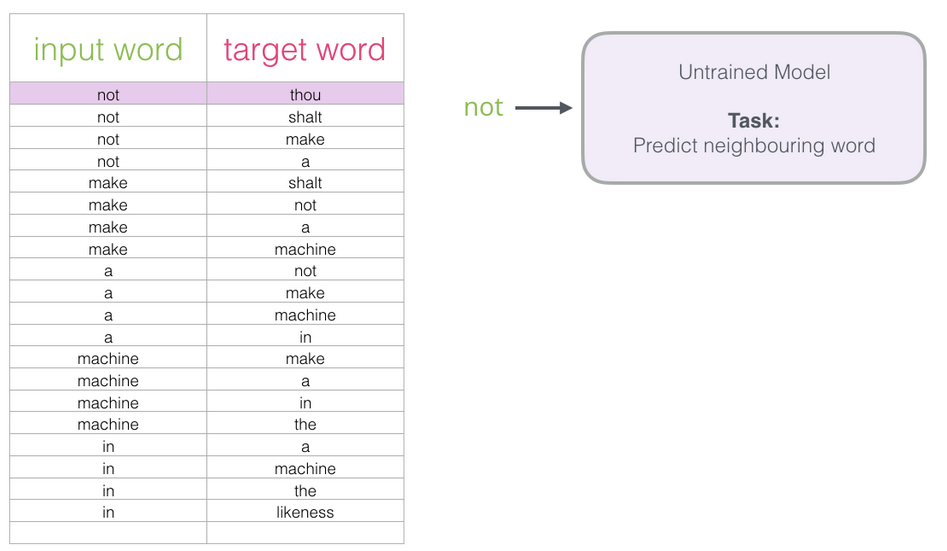 input word target word
not thou
not shalt
not make
not a
make shalt
make not
make a
make machine
a not
a make
a machine
a in
machine make
machine a
machine in
machine the
in a
in machine
in the
in likeness
not
Untrained Model
Task:
Predict neighbouring word